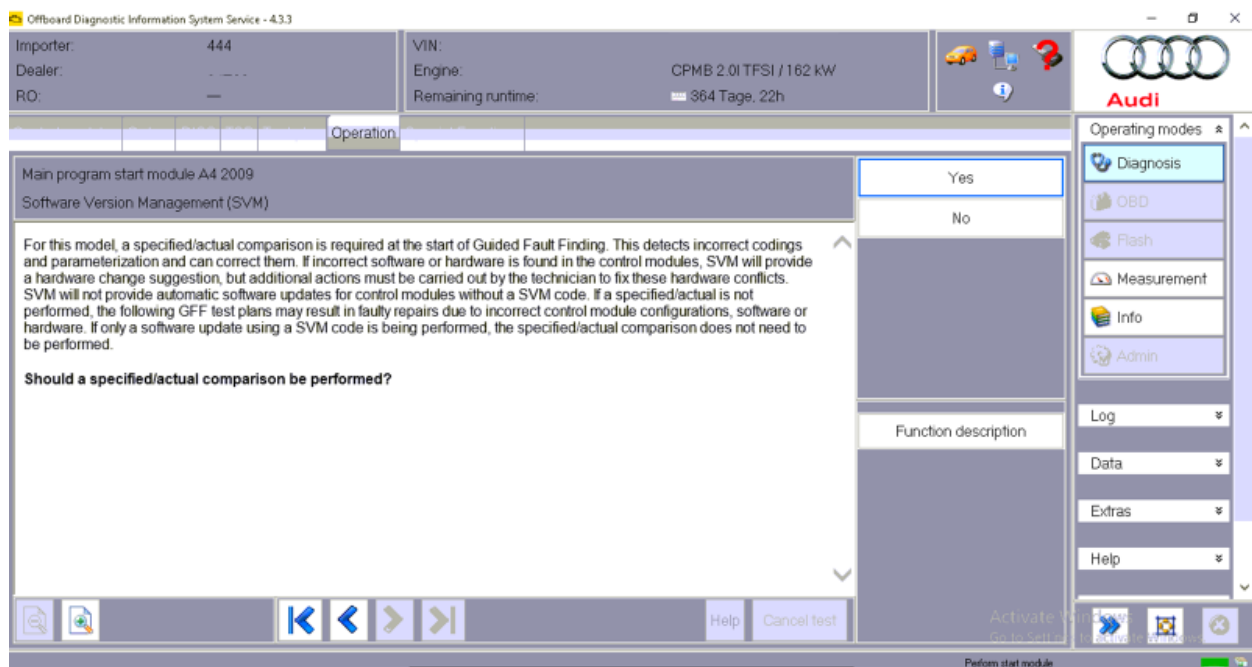 Offboard Diagnostic Information System Service - 4.3.3
Importer: 444
Dealer:
RO: —
VIN:
Engine: CPMB 2.0l TFSI / 162 kW
Remaining runtime: 364 Tage, 22h
Audi
Operation
Operating modes
Main program start module A4 2009
Software Version Management (SVM)
Yes
No
Diagnosis
OBD
Flash
Measurement
Info
Admin
For this model, a specified/actual comparison is required at the start of Guided Fault Finding. This detects incorrect codings
and parameterization and can correct them. If incorrect software or hardware is found in the control modules, SVM will provide
a hardware change suggestion, but additional actions must be carried out by the technician to fix these hardware conflicts.
SVM will not provide automatic software updates for control modules without a SVM code. If a specified/actual is not
performed, the following GFF test plans may result in faulty repairs due to incorrect control module configurations, software or
hardware. If only a software update using a SVM code is being performed, the specified/actual comparison does not need to
be performed.
Should a specified/actual comparison be performed?
Function description
Log
Data
Extras
Help
Help
Cancel test
Activate Windows
Go to Settings to activate Windows
Perform start module